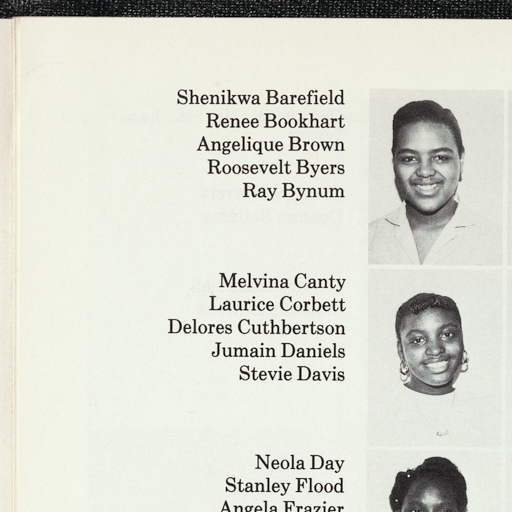 Shenikwa Barefield
Renee Bookhart
Angelique Brown
Roosevelt Byers
Ray Bynum
Melvina Canty
Laurice Corbett
Delores Cuthbertson
Jumain Daniels
Stevie Davis
Neola Day
Stanley Flood
Angela Frazier